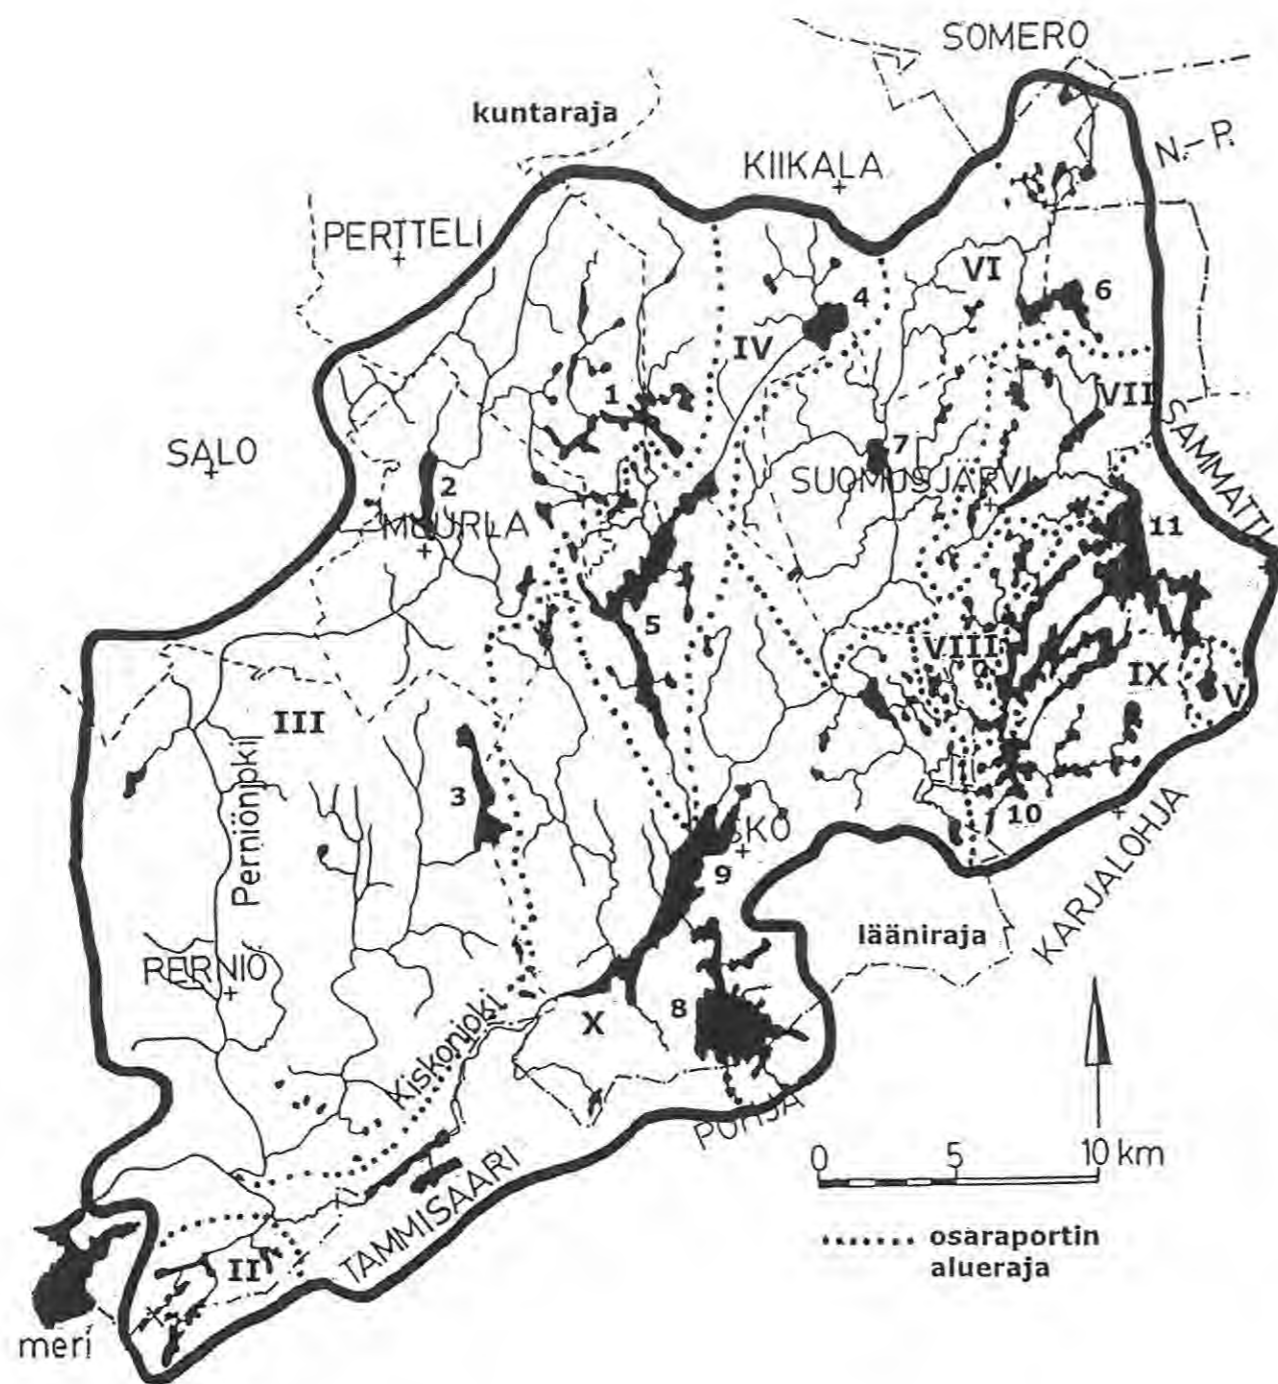 SOMERO
kuntaraja
N.-P.
KIIKALA
PERTTELI
VI
4
6
IV
1
VII
SAMMATTI
SALO
7
2
SUOMUSJÄRVI
MUURLA
11
5
VIII
IX
V
III
Perniönjoki
3
10
9
KARJALOHJA
lääniraja
PERNIÖ
8
X
Kiskonjoki
POHJA
0 5 10 km
TAMMISAARI
osaraportin
alueraja
II
meri